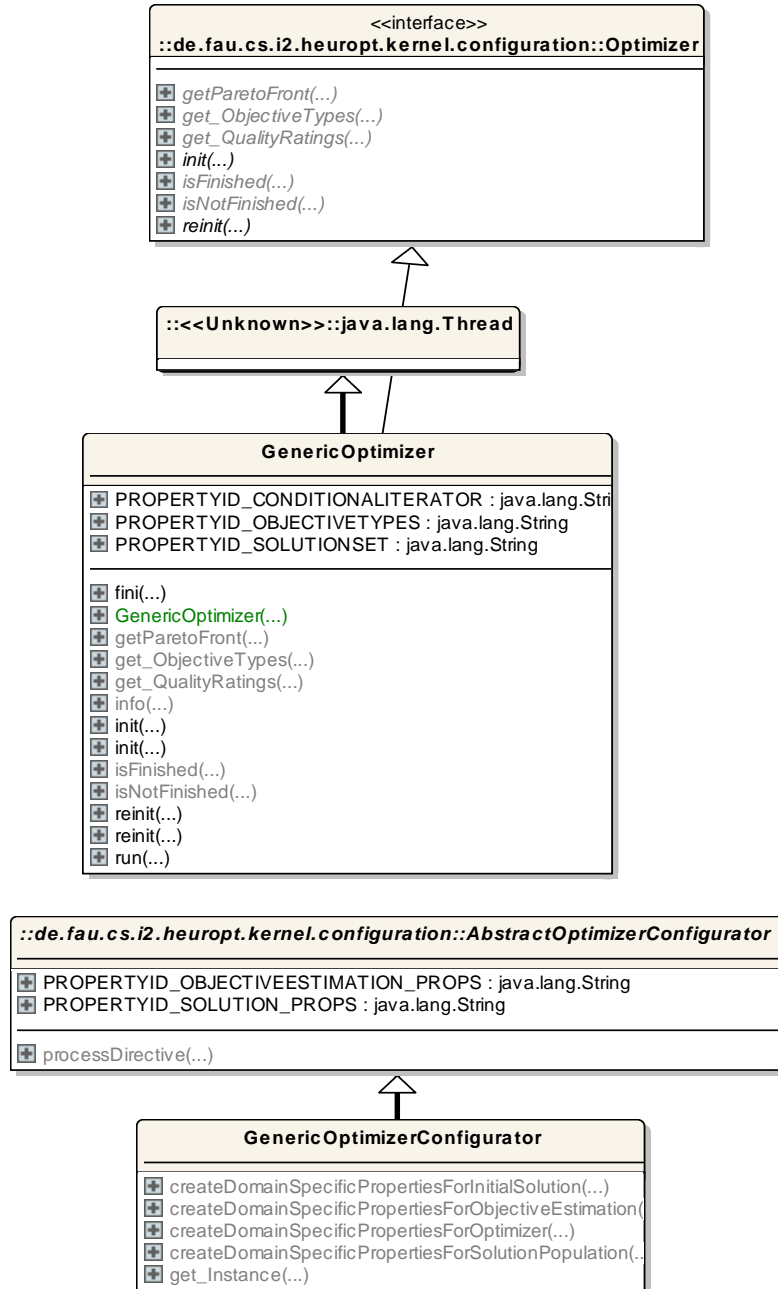 <<interface>>
::de.fau.cs.i2.heuropt.kernel.configuration::Optimizer
getParetoFront(...)
get_ObjectiveTypes(...)
get_QualityRatings(...)
init(...)
isFinished(...)
isNotFinished(...)
reinit(...)
::<<Unknown>>::java.lang.Thread
GenericOptimizer
PROPERTYID_CONDITIONALITERATOR : java.lang.Stri
PROPERTYID_OBJECTIVETYPES : java.lang.String
PROPERTYID_SOLUTIONSET : java.lang.String
fini(...)
GenericOptimizer(...)
getParetoFront(...)
get_ObjectiveTypes(...)
get_QualityRatings(...)
info(...)
init(...)
init(...)
isFinished(...)
isNotFinished(...)
reinit(...)
reinit(...)
run(...)
::de.fau.cs.i2.heuropt.kernel.configuration::AbstractOptimizerConfigurator
PROPERTYID_OBJECTIVEESTIMATION_PROPS : java.lang.String
PROPERTYID_SOLUTION_PROPS : java.lang.String
processDirective(...)
GenericOptimizerConfigurator
createDomainSpecificPropertiesForInitialSolution(...)
createDomainSpecificPropertiesForObjectiveEstimation(
createDomainSpecificPropertiesForOptimizer(...)
createDomainSpecificPropertiesForSolutionPopulation(..
get_Instance(...)